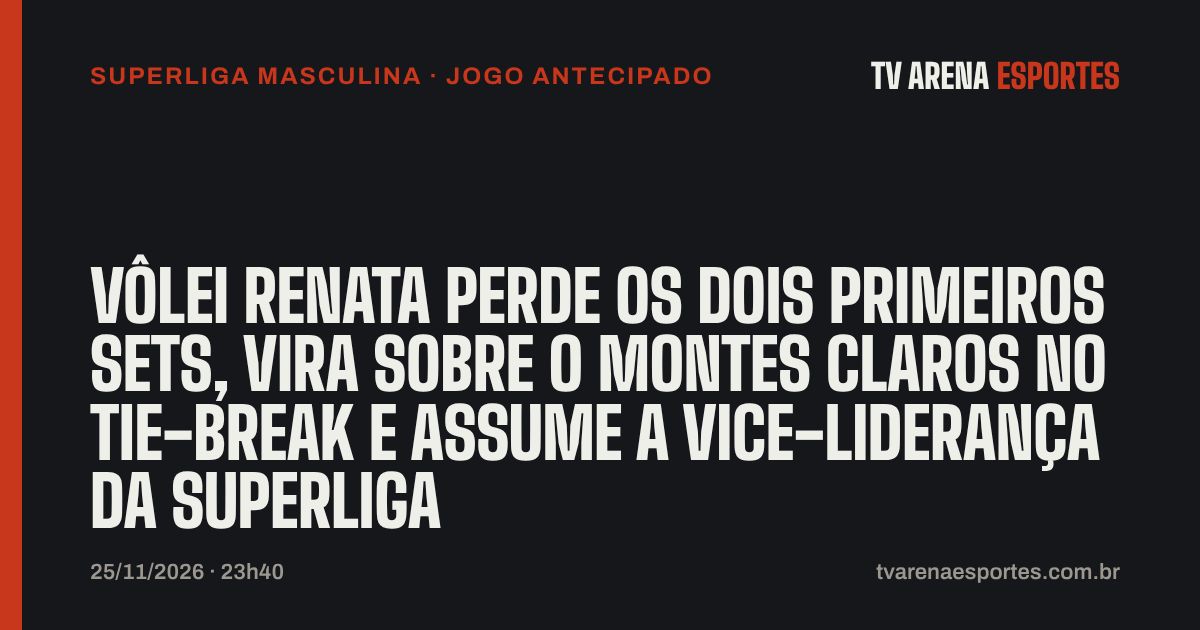 SUPERLIGA MASCULINA · JOGO ANTECIPADO
TV ARENA ESPORTES
VÔLEI RENATA PERDE OS DOIS PRIMEIROS
SETS, VIRA SOBRE O MONTES CLAROS NO
TIE-BREAK E ASSUME A VICE-LIDERANÇA
DA SUPERLIGA
25/11/2026 · 23h40
tvarenaesportes.com.br